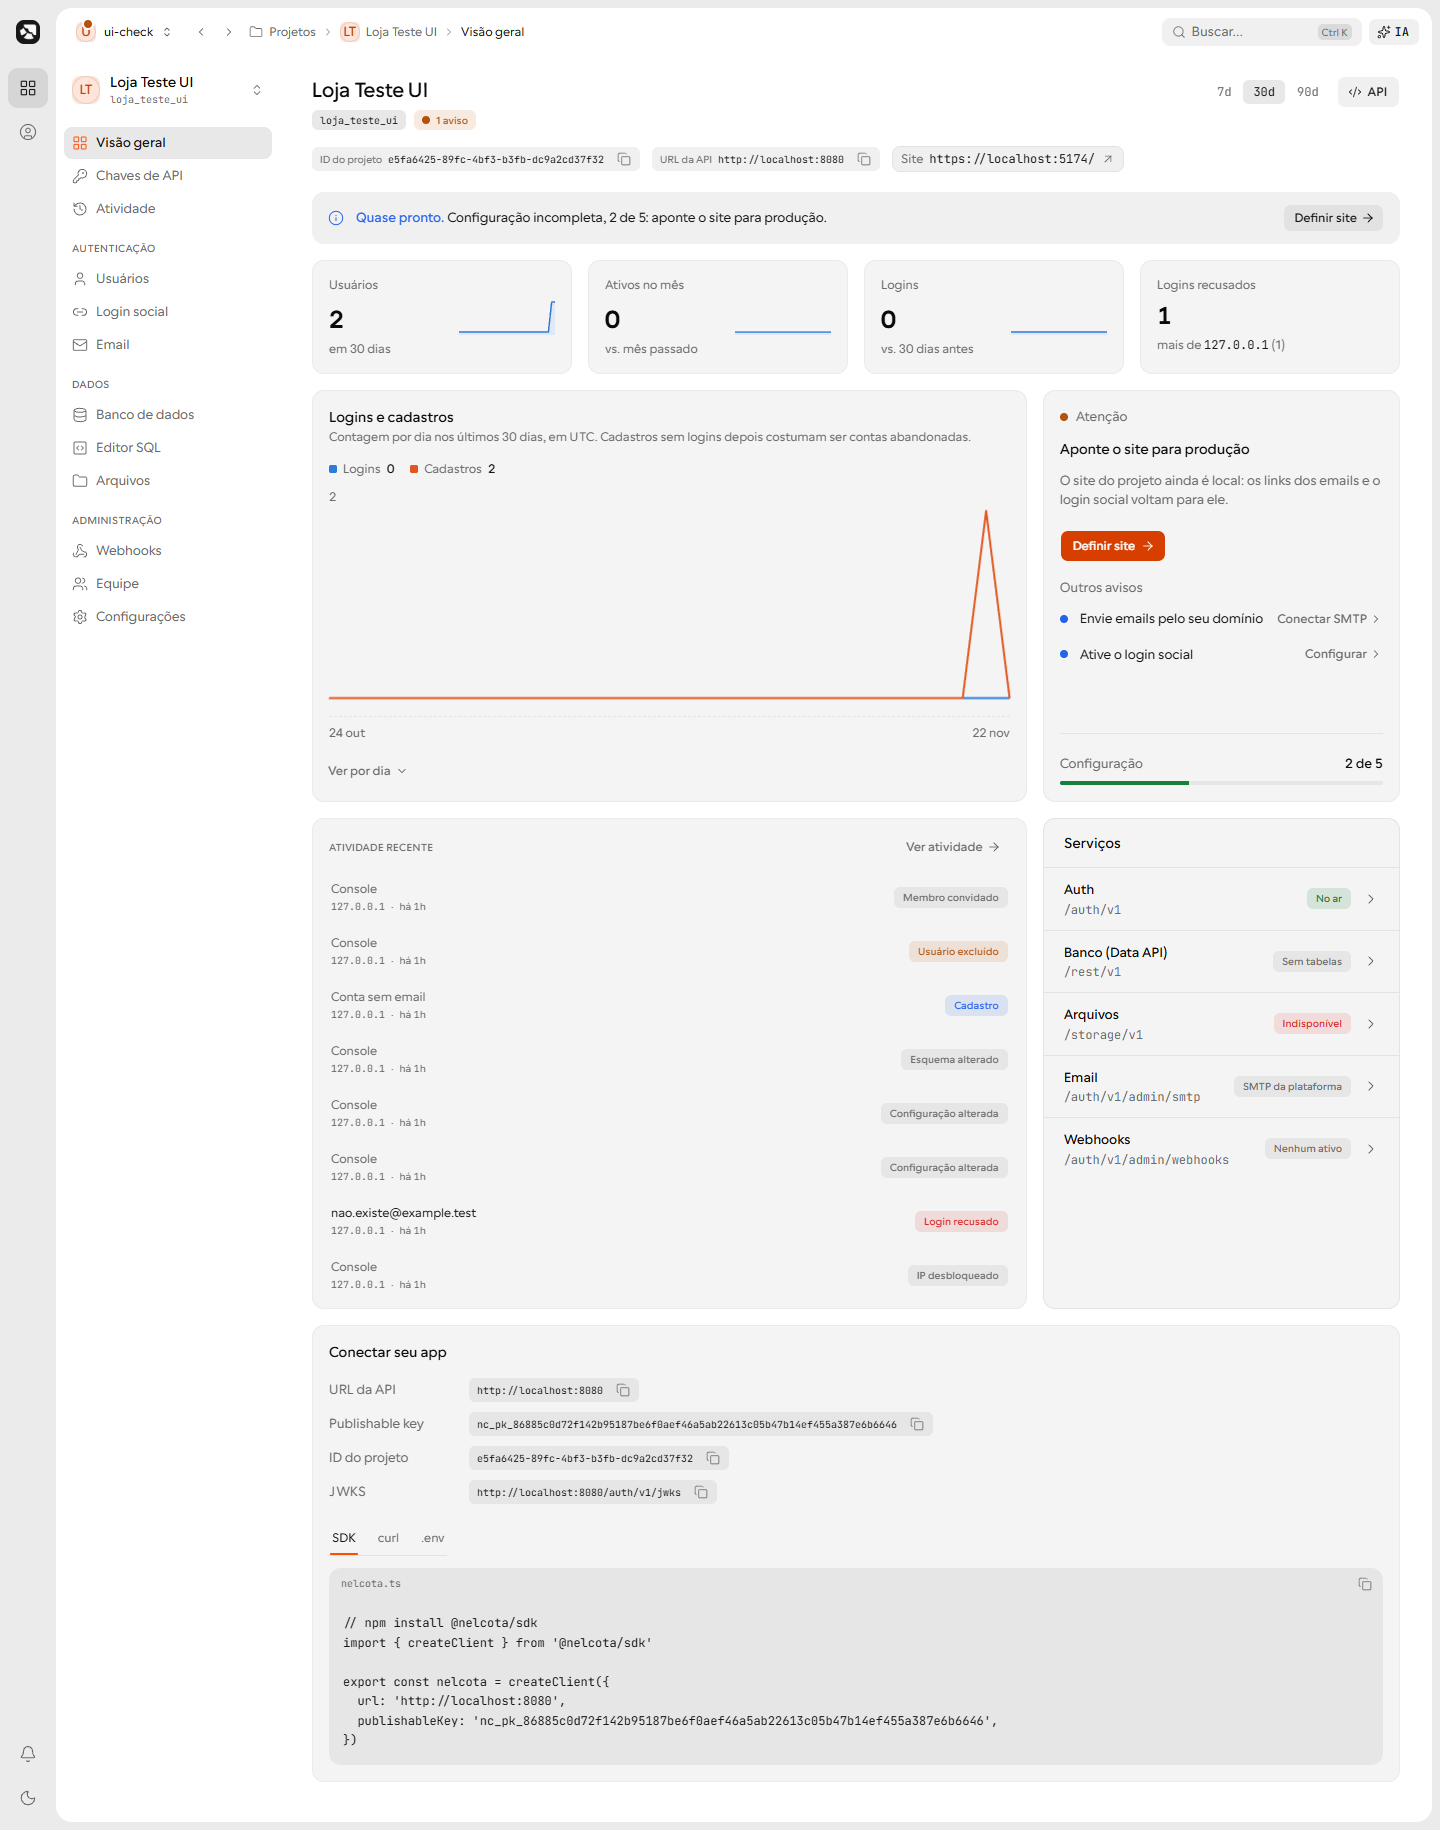 U ui-check
Projetos
LT Loja Teste UI
Visão geral
Buscar... Ctrl K
IA
LT Loja Teste UI
loja_teste_ui
Visão geral
Chaves de API
Atividade
AUTENTICAÇÃO
Usuários
Login social
Email
DADOS
Banco de dados
Editor SQL
Arquivos
ADMINISTRAÇÃO
Webhooks
Equipe
Configurações
Loja Teste UI
7d 30d 90d
API
loja_teste_ui
1 aviso
ID do projeto e5fa6425-89fc-4bf3-b3fb-dc9a2cd37f32
URL da API http://localhost:8080
Site https://localhost:5174/
Quase pronto. Configuração incompleta, 2 de 5: aponte o site para produção.
Definir site
Usuários
2
em 30 dias
Ativos no mês
0
vs. mês passado
Logins
0
vs. 30 dias antes
Logins recusados
1
mais de 127.0.0.1 (1)
Logins e cadastros
Contagem por dia nos últimos 30 dias, em UTC. Cadastros sem logins depois costumam ser contas abandonadas.
Logins 0
Cadastros 2
2
24 out
22 nov
Ver por dia
Atenção
Aponte o site para produção
O site do projeto ainda é local: os links dos emails e o
login social voltam para ele.
Definir site
Outros avisos
Envie emails pelo seu domínio
Conectar SMTP
Ative o login social
Configurar
Configuração
2 de 5
ATIVIDADE RECENTE
Ver atividade
Console
127.0.0.1 · há 1h
Membro convidado
Console
127.0.0.1 · há 1h
Usuário excluído
Conta sem email
127.0.0.1 · há 1h
Cadastro
Console
127.0.0.1 · há 1h
Esquema alterado
Console
127.0.0.1 · há 1h
Configuração alterada
Console
127.0.0.1 · há 1h
Configuração alterada
nao.existe@example.test
127.0.0.1 · há 1h
Login recusado
Console
127.0.0.1 · há 1h
IP desbloqueado
Serviços
Auth
/auth/v1
No ar
Banco (Data API)
/rest/v1
Sem tabelas
Arquivos
/storage/v1
Indisponível
Email
/auth/v1/admin/smtp
SMTP da plataforma
Webhooks
/auth/v1/admin/webhooks
Nenhum ativo
Conectar seu app
URL da API http://localhost:8080
Publishable key nc_pk_86885c0d72f142b95187be6f0aef46a5ab22613c05b47b14ef455a387e6b6646
ID do projeto e5fa6425-89fc-4bf3-b3fb-dc9a2cd37f32
JWKS http://localhost:8080/auth/v1/jwks
SDK curl .env
nelcota.ts
// npm install @nelcota/sdk
import { createClient } from '@nelcota/sdk'
export const nelcota = createClient({
url: 'http://localhost:8080',
publishableKey: 'nc_pk_86885c0d72f142b95187be6f0aef46a5ab22613c05b47b14ef455a387e6b6646',
})